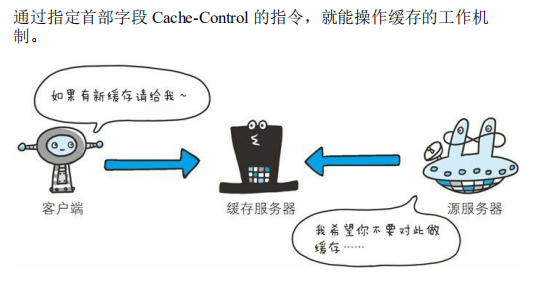 通过指定首部字段 Cache-Control 的指令，就能操作缓存的工作机
制。
如果有新缓存请给我～
客户端
缓存服务器
源服务器
我希望你不要对此做
缓存……